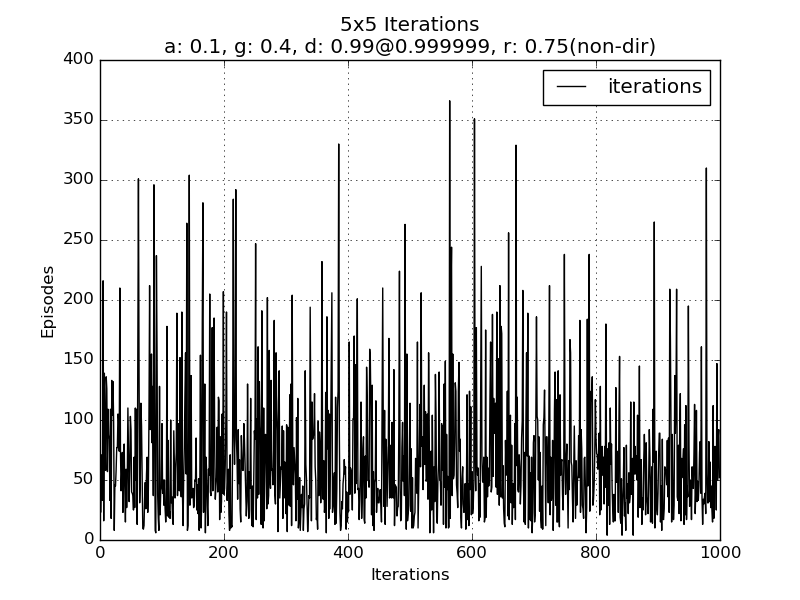 5x5 Iterations
a: 0.1, g: 0.4, d: 0.99@0.999999, r: 0.75(non-dir)
400
iterations
350
300
250
Episodes
200
150
100
50
0
0 200 400 600 800 1000
Iterations